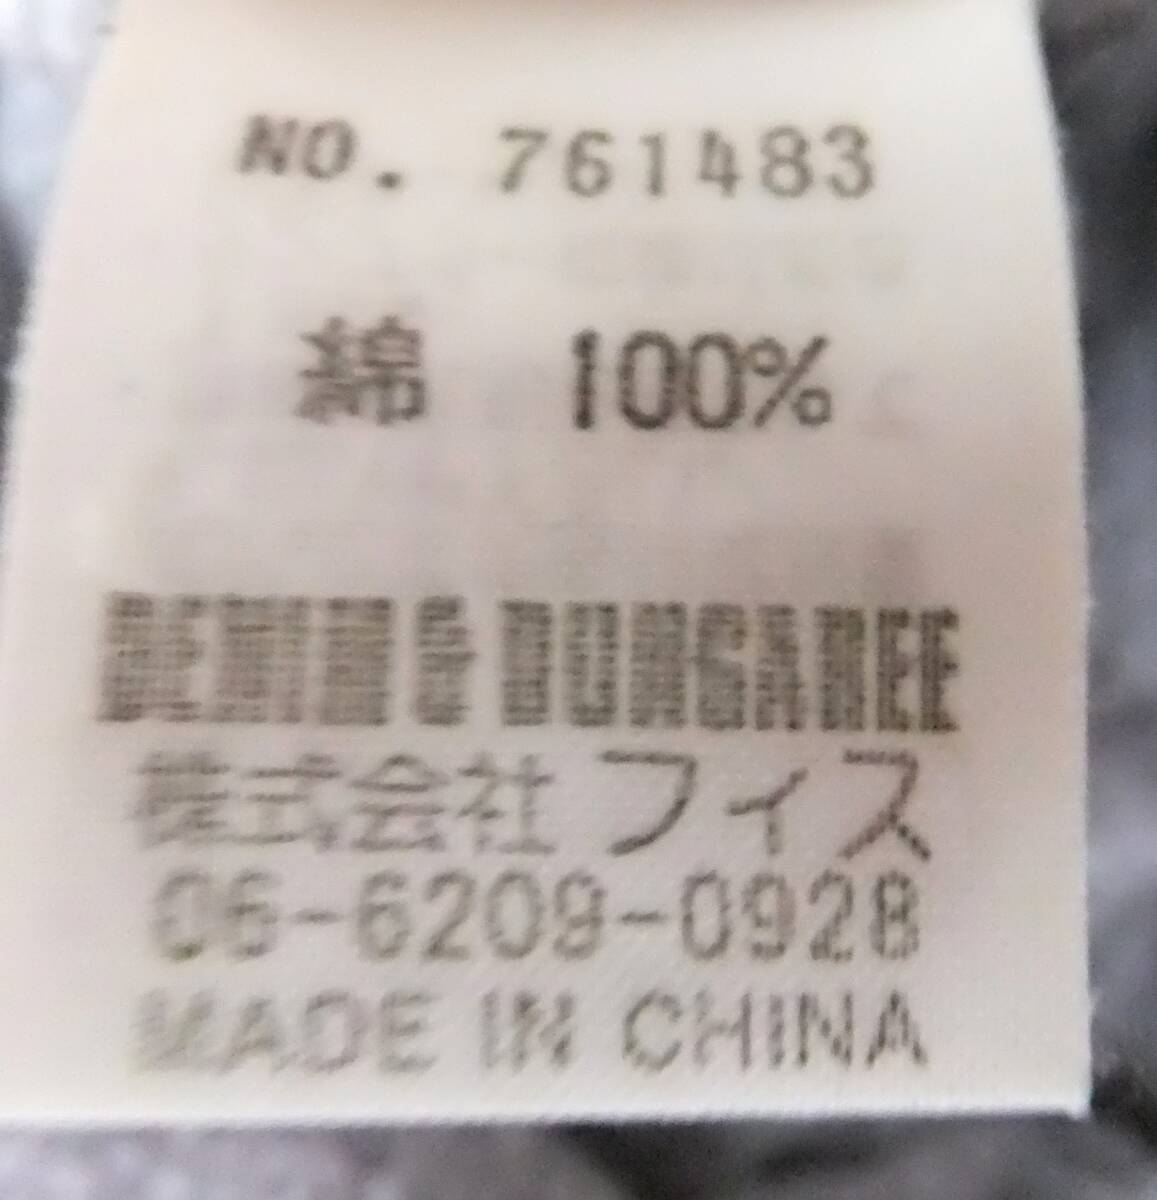 NO. 761483
綿 100%
DENIM & DUNGAREE
株式会社 フィス
06-6209-0928
MADE IN CHINA